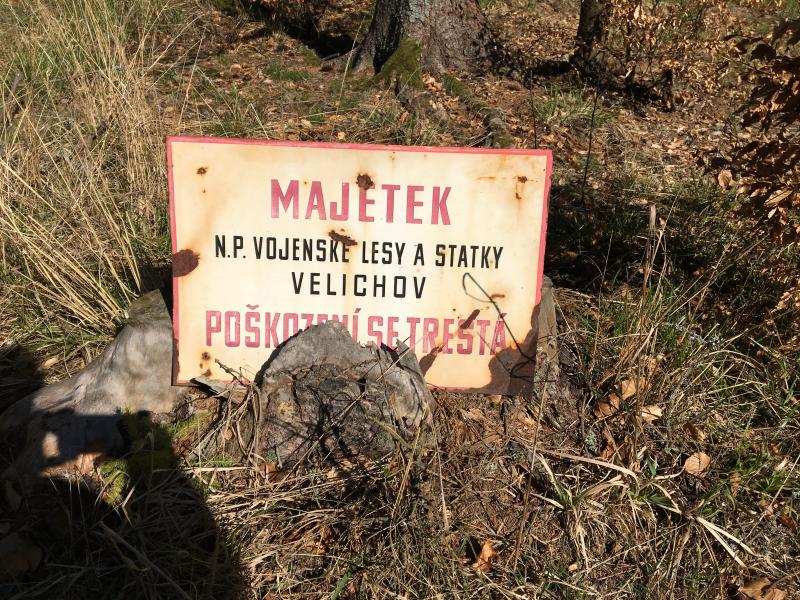 MAJETEK
N.P. VOJENSKÉ LESY A STATKY
VELICHOV
POŠKOZENÍ SE TRESTÁ